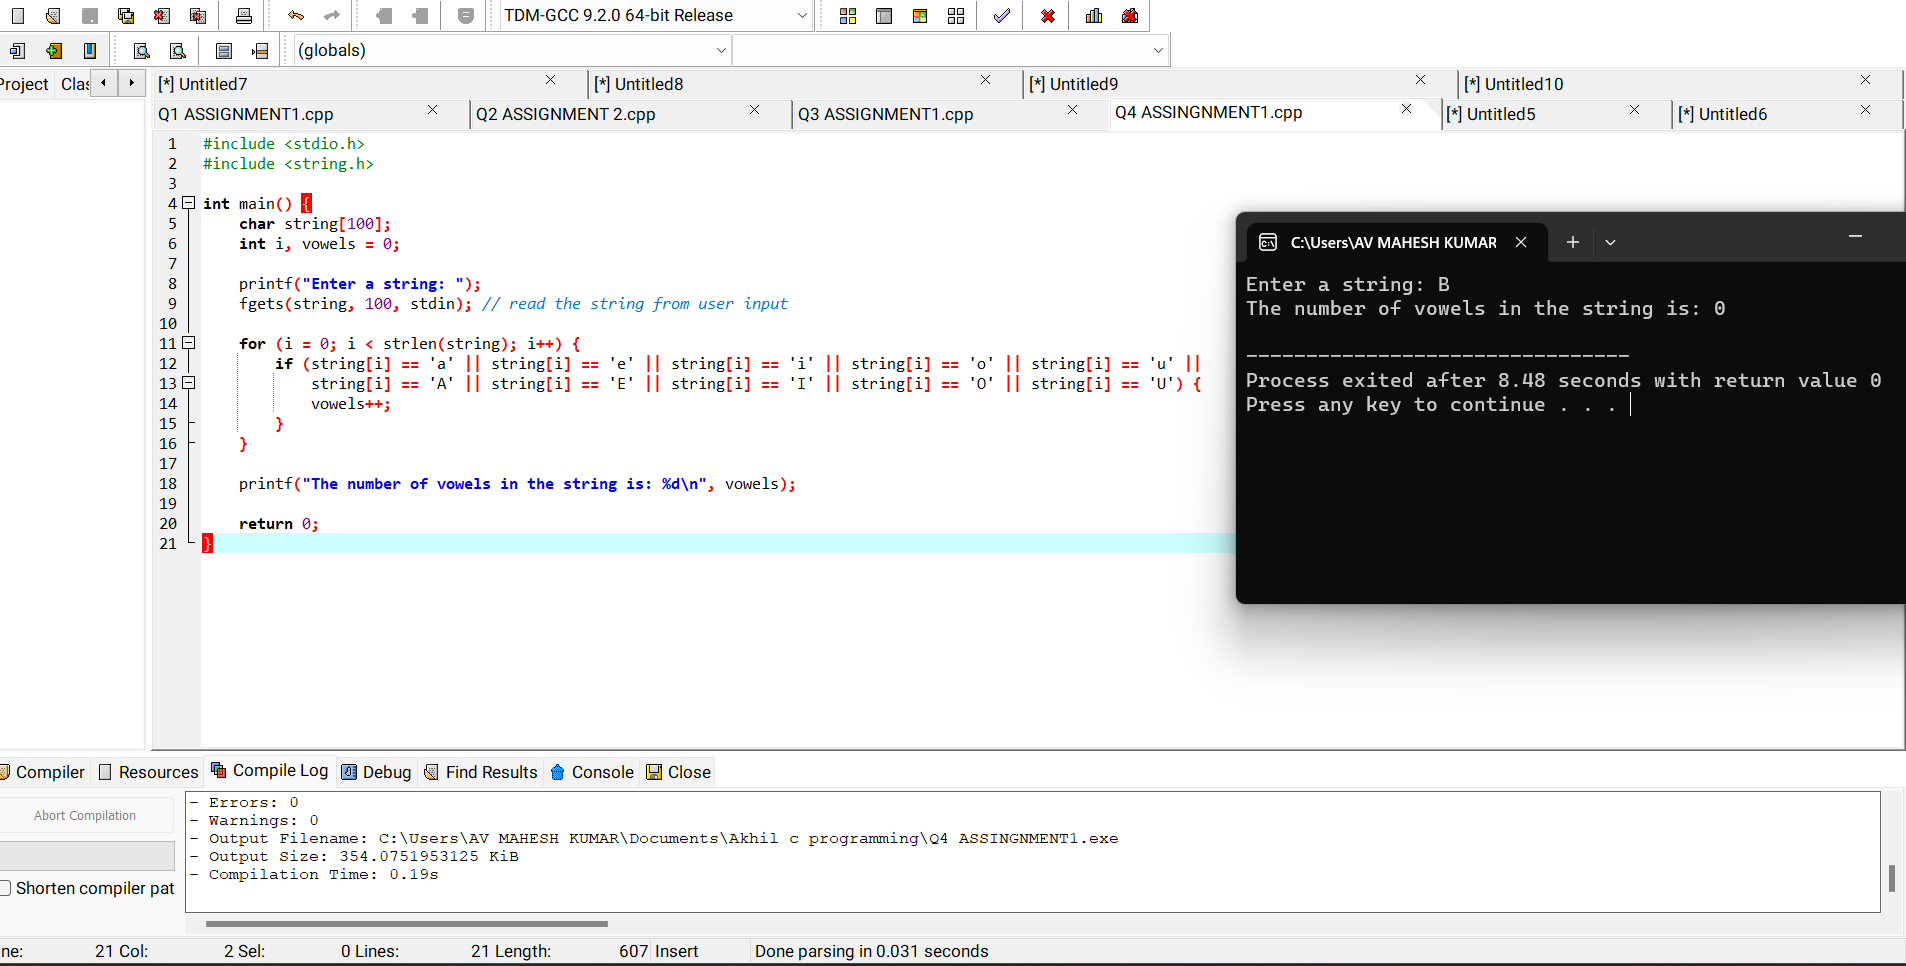 TDM-GCC 9.2.0 64-bit Release
(globals)
Project Clas
[*] Untitled7 [*] Untitled8 [*] Untitled9 [*] Untitled10
Q1 ASSIGNMENT1.cpp Q2 ASSIGNMENT 2.cpp Q3 ASSIGNMENT1.cpp Q4 ASSINGNMENT1.cpp [*] Untitled5 [*] Untitled6
1 #include <stdio.h>
2 #include <string.h>
3
4 int main() {
5 char string[100];
6 int i, vowels = 0;
7
8 printf("Enter a string: ");
9 fgets(string, 100, stdin); // read the string from user input
10
11 for (i = 0; i < strlen(string); i++) {
12 if (string[i] == 'a' || string[i] == 'e' || string[i] == 'i' || string[i] == 'o' || string[i] == 'u' ||
13 string[i] == 'A' || string[i] == 'E' || string[i] == 'I' || string[i] == 'O' || string[i] == 'U') {
14 vowels++;
15 }
16 }
17
18 printf("The number of vowels in the string is: %d\n", vowels);
19
20 return 0;
21 }
C:\Users\AV MAHESH KUMAR
Enter a string: B
The number of vowels in the string is: 0
--------------------------------
Process exited after 8.48 seconds with return value 0
Press any key to continue . . .
Compiler Resources Compile Log Debug Find Results Console Close
Abort Compilation
Shorten compiler pat
- Errors: 0
- Warnings: 0
- Output Filename: C:\Users\AV MAHESH KUMAR\Documents\Akhil c programming\Q4 ASSINGNMENT1.exe
- Output Size: 354.0751953125 KiB
- Compilation Time: 0.19s
ne: 21 Col: 2 Sel: 0 Lines: 21 Length: 607 Insert Done parsing in 0.031 seconds